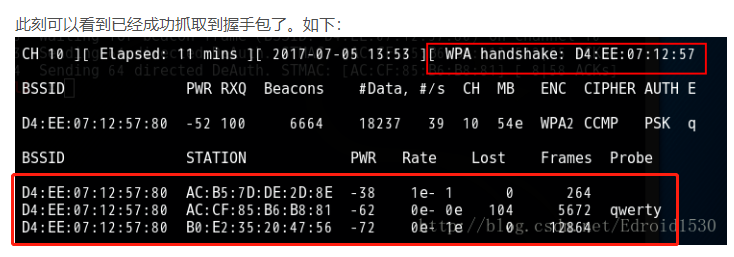 此刻可以看到已经成功抓取到握手包了。如下：
CH 10 ][ Elapsed: 11 mins ][ 2017-07-05 13:53 ][ WPA handshake: D4:EE:07:12:57
Sending 64 directed DeAuth. STMAC: [AC:CF:85:B6:B8:81] [ 8|58 ACKs]
BSSID PWR RXQ Beacons #Data, #/s CH MB ENC CIPHER AUTH E
D4:EE:07:12:57:80 -52 100 6664 18237 39 10 54e WPA2 CCMP PSK q
BSSID STATION PWR Rate Lost Frames Probe
D4:EE:07:12:57:80 AC:B5:7D:DE:2D:8E -38 1e- 1 0 264
D4:EE:07:12:57:80 AC:CF:85:B6:B8:81 -62 0e- 0e 104 5672 qwerty
D4:EE:07:12:57:80 B0:E2:35:20:47:56 -72 0e- 1e 0 12864
http://blog.csdn.net/Edroid1530